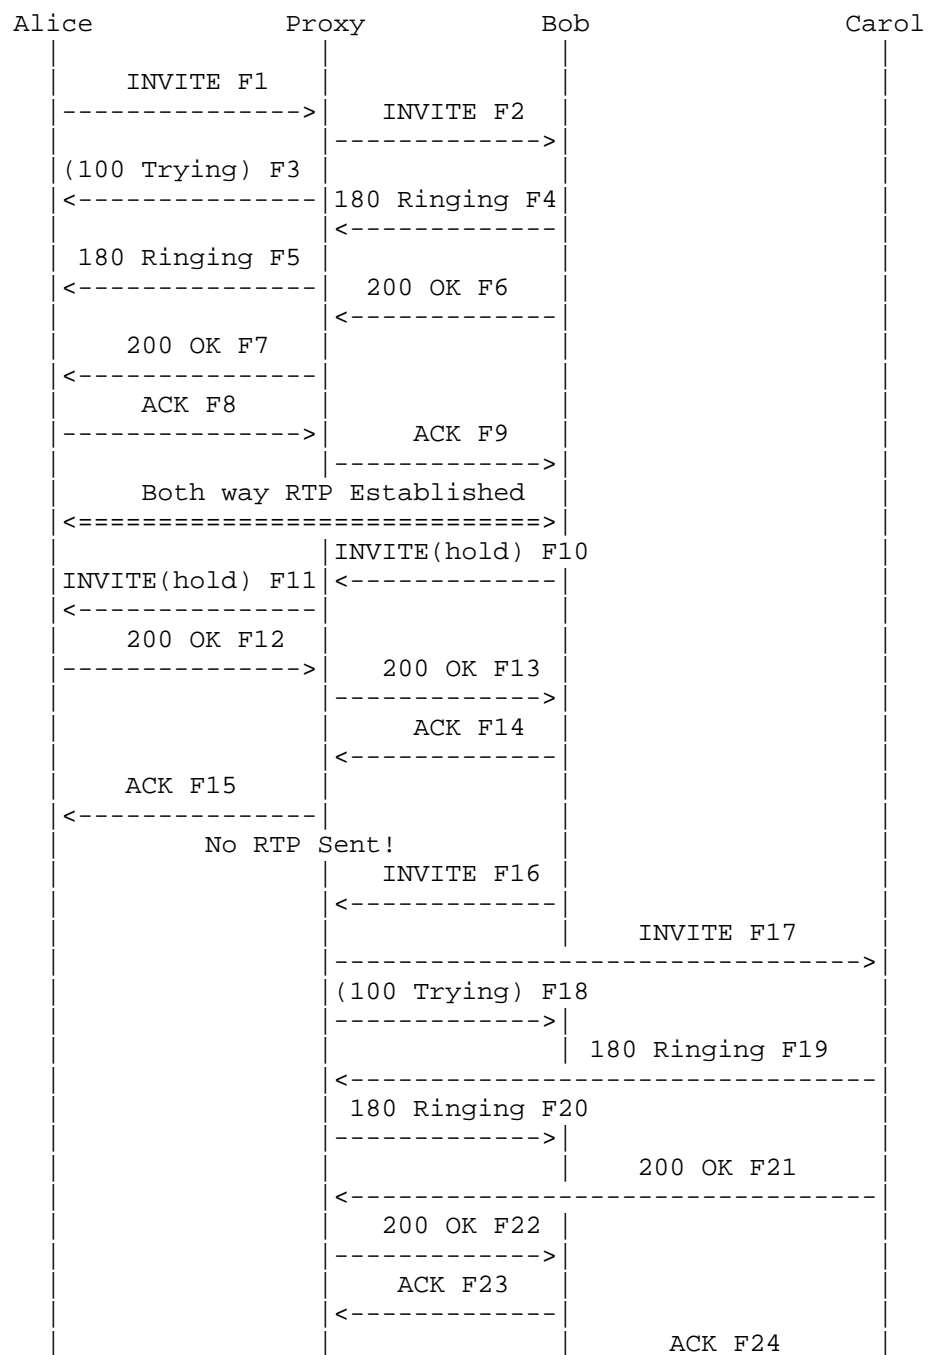 Alice Proxy Bob Carol
INVITE F1
INVITE F2
(100 Trying) F3
180 Ringing F4
180 Ringing F5
200 OK F6
200 OK F7
ACK F8
ACK F9
Both way RTP Established
INVITE(hold) F10
INVITE(hold) F11
200 OK F12
200 OK F13
ACK F14
ACK F15
No RTP Sent!
INVITE F16
INVITE F17
(100 Trying) F18
180 Ringing F19
180 Ringing F20
200 OK F21
200 OK F22
ACK F23
ACK F24